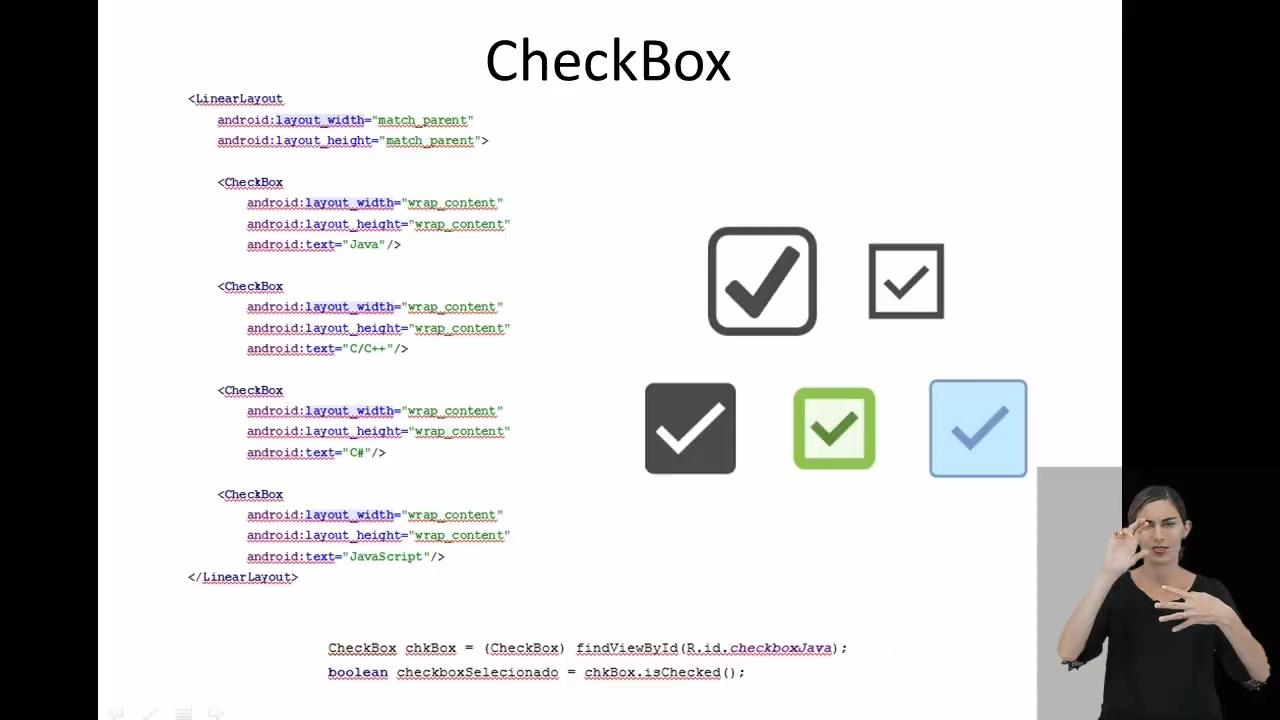 CheckBox
<LinearLayout
android:layout_width="match_parent"
android:layout_height="match_parent">
<CheckBox
android:layout_width="wrap_content"
android:layout_height="wrap_content"
android:text="Java"/>
<CheckBox
android:layout_width="wrap_content"
android:layout_height="wrap_content"
android:text="C/C++"/>
<CheckBox
android:layout_width="wrap_content"
android:layout_height="wrap_content"
android:text="C#"/>
<CheckBox
android:layout_width="wrap_content"
android:layout_height="wrap_content"
android:text="JavaScript"/>
</LinearLayout>
CheckBox chkBox = (CheckBox) findViewById(R.id.checkboxJava);
boolean checkboxSelecionado = chkBox.isChecked();